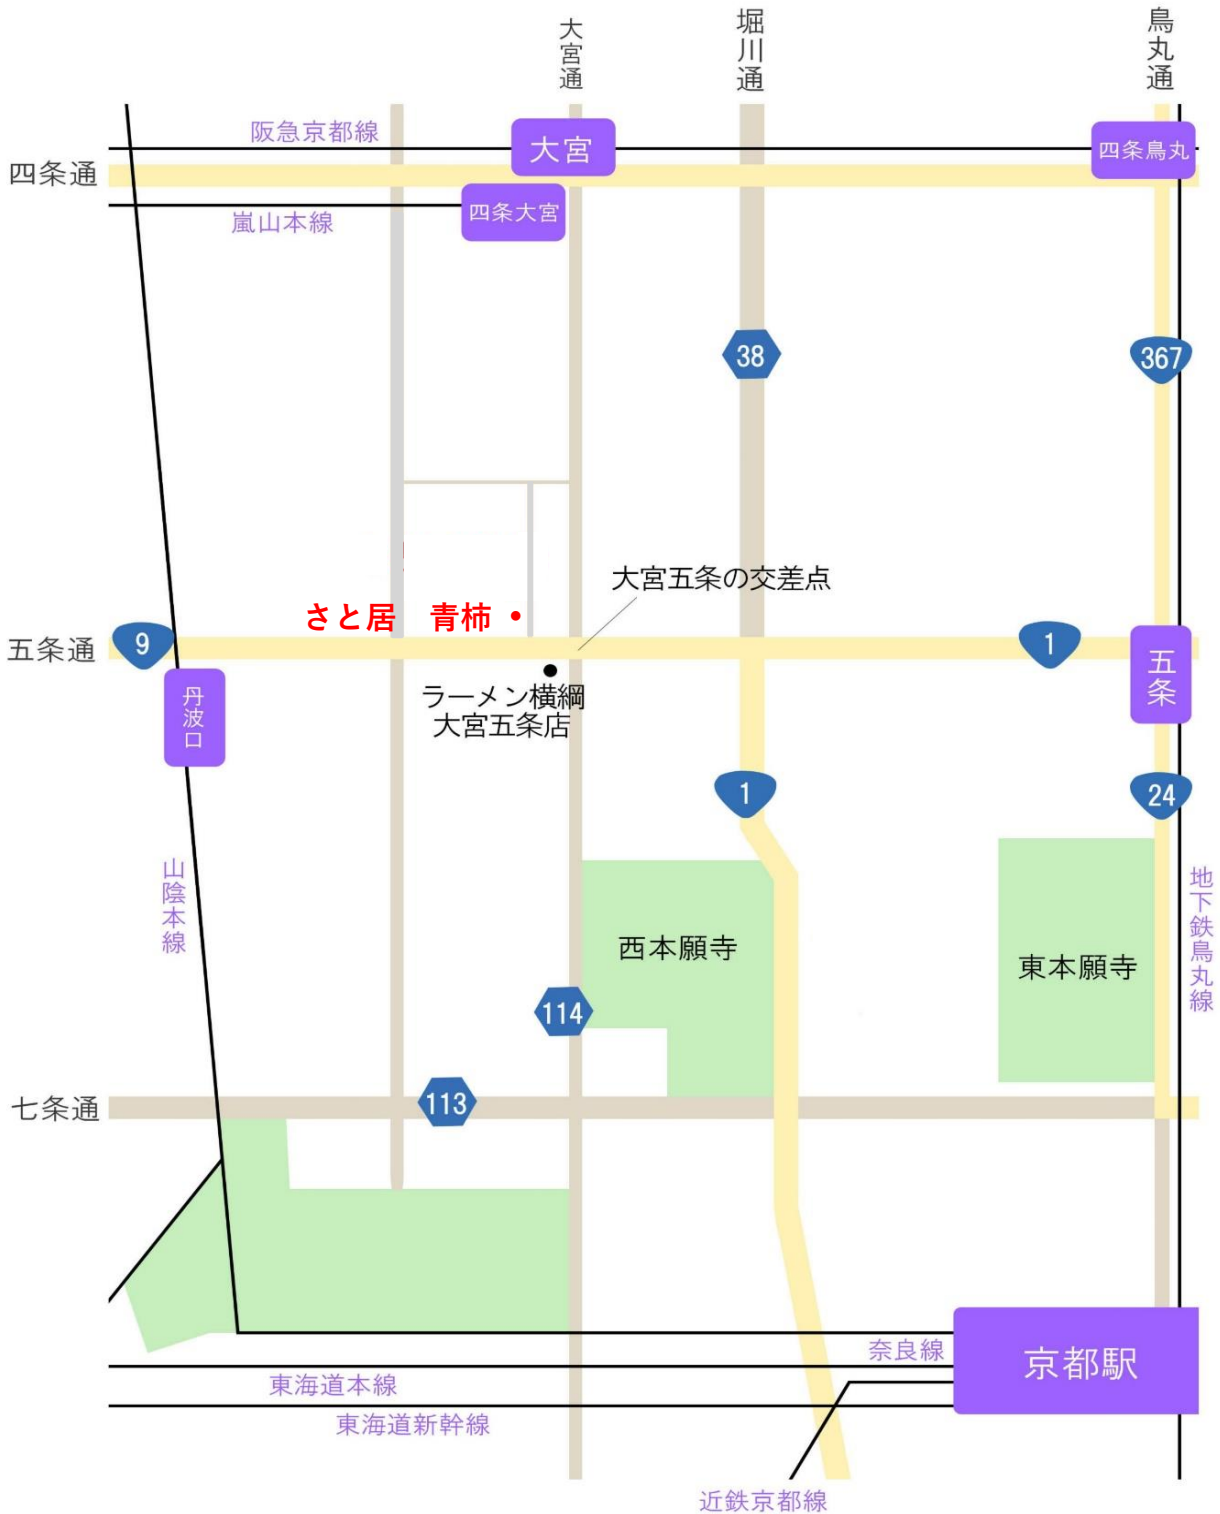 大宮通
堀川通
烏丸通
阪急京都線
大宮
四条烏丸
四条通
四条大宮
嵐山本線
38
367
大宮五条の交差点
さと居　青柿
五条通
9
1
五条
丹波口
ラーメン横綱
大宮五条店
1
24
山陰本線
地下鉄烏丸線
西本願寺
東本願寺
114
七条通
113
奈良線
京都駅
東海道本線
東海道新幹線
近鉄京都線